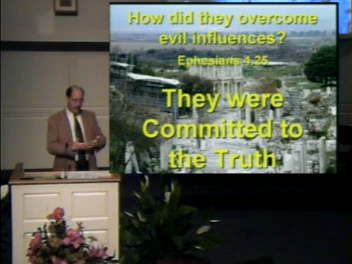 How did they overcome
evil influences?
Ephesians 4.25
They were
Committed to
the Truth